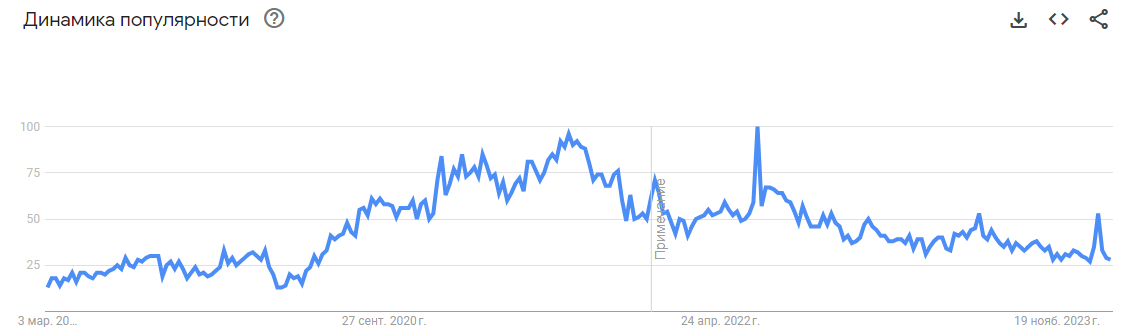 Динамика популярности ?
100
75
50
25
Примечание
3 мар. 20…
27 сент. 2020 г.
24 апр. 2022 г.
19 нояб. 2023 г.